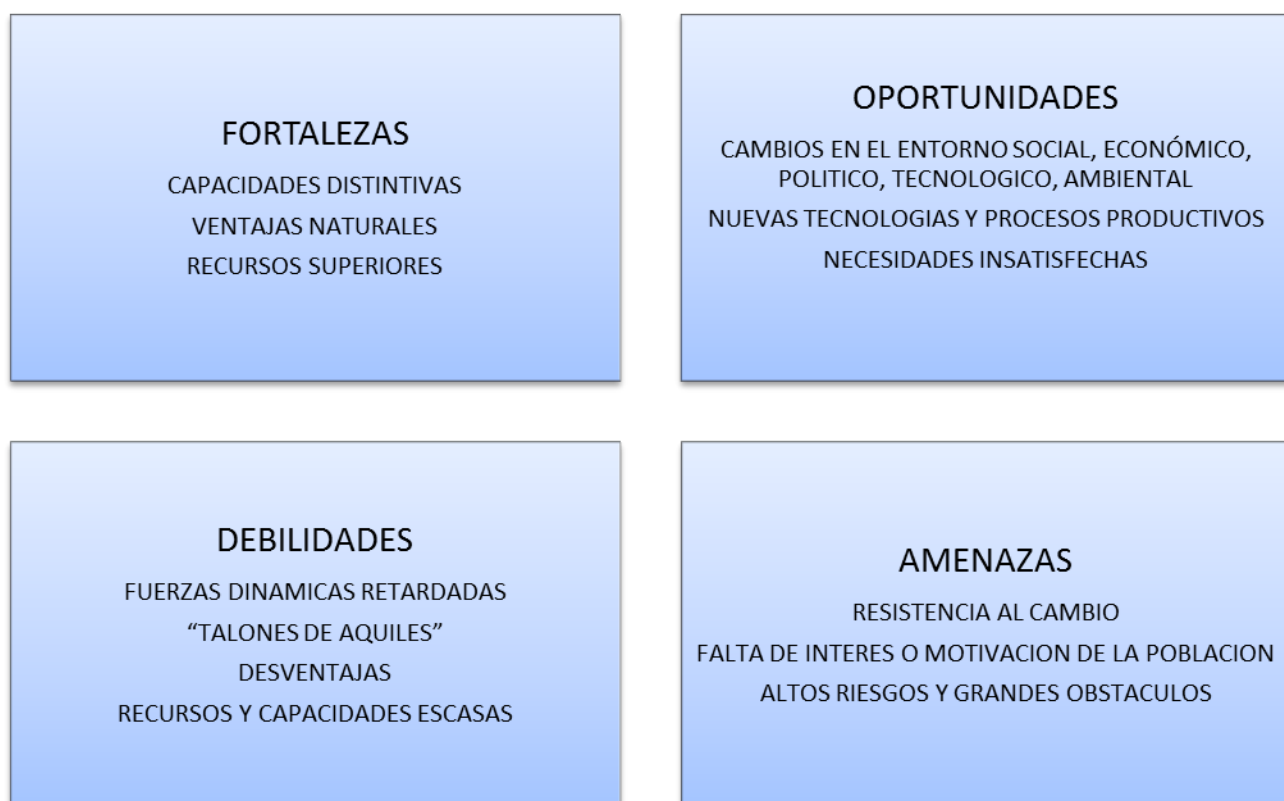 FORTALEZAS
CAPACIDADES DISTINTIVAS
VENTAJAS NATURALES
RECURSOS SUPERIORES
OPORTUNIDADES
CAMBIOS EN EL ENTORNO SOCIAL, ECONÓMICO,
POLITICO, TECNOLOGICO, AMBIENTAL
NUEVAS TECNOLOGIAS Y PROCESOS PRODUCTIVOS
NECESIDADES INSATISFECHAS
DEBILIDADES
FUERZAS DINAMICAS RETARDADAS
“TALONES DE AQUILES”
DESVENTAJAS
RECURSOS Y CAPACIDADES ESCASAS
AMENAZAS
RESISTENCIA AL CAMBIO
FALTA DE INTERES O MOTIVACION DE LA POBLACION
ALTOS RIESGOS Y GRANDES OBSTACULOS